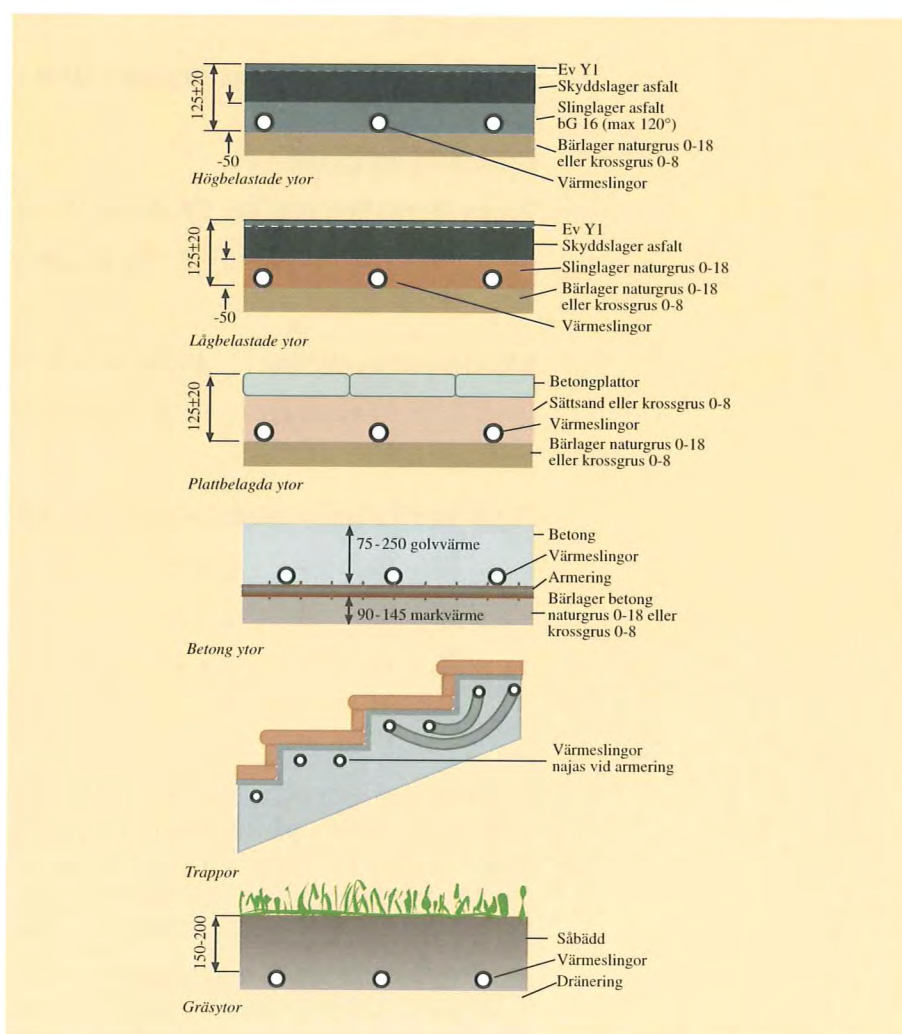 125±20
-50
Ev Y1
Skyddslager asfalt
Slinglager asfalt
bG 16 (max 120°)
Bärlager naturgrus 0-18
eller krossgrus 0-8
Värmeslingor
Högbelastade ytor
125±20
-50
Ev Y1
Skyddslager asfalt
Slinglager naturgrus 0-18
Bärlager naturgrus 0-18
eller krossgrus 0-8
Värmeslingor
Lågbelastade ytor
125±20
Betongplattor
Sättsand eller krossgrus 0-8
Värmeslingor
Bärlager naturgrus 0-18
eller krossgrus 0-8
Plattbelagda ytor
75-250 golvvärme
90-145 markvärme
Betong
Värmeslingor
Armering
Bärlager betong
naturgrus 0-18 eller
krossgrus 0-8
Betong ytor
Värmeslingor
najas vid armering
Trappor
150-200
Såbädd
Värmeslingor
Dränering
Gräsytor